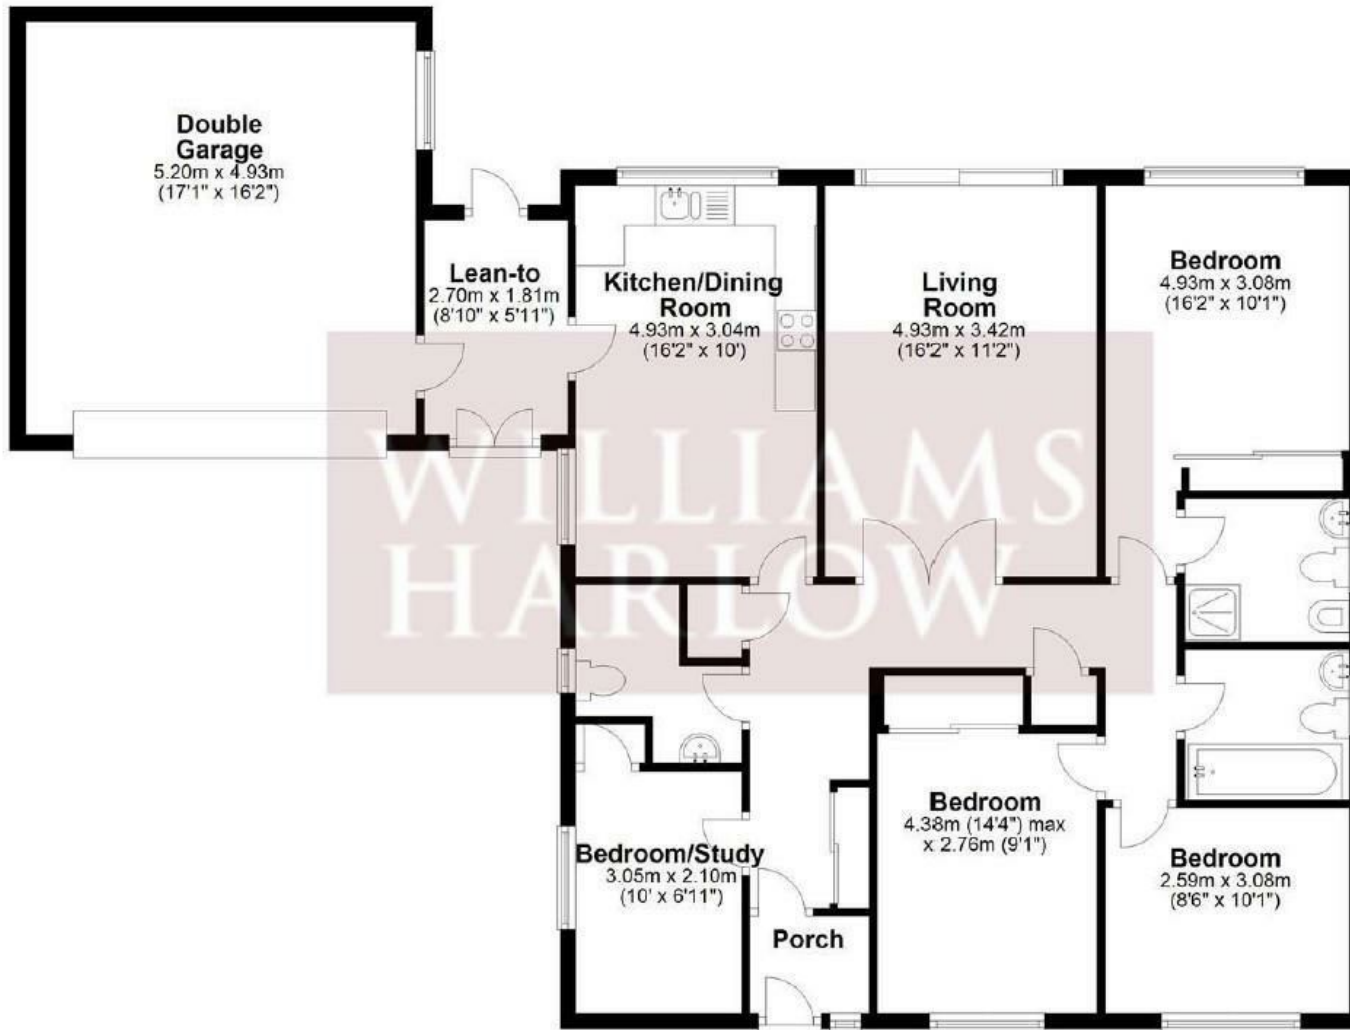 Double
Garage
5.20m x 4.93m
(17'1" x 16'2")
Lean-to
2.70m x 1.81m
(8'10" x 5'11")
Kitchen/Dining
Room
4.93m x 3.04m
(16'2" x 10')
Living
Room
4.93m x 3.42m
(16'2" x 11'2")
Bedroom
4.93m x 3.08m
(16'2" x 10'1")
WILLIAMS
HARLOW
Bedroom/Study
3.05m x 2.10m
(10' x 6'11")
Porch
Bedroom
4.38m (14'4") max
x 2.76m (9'1")
Bedroom
2.59m x 3.08m
(8'6" x 10'1")